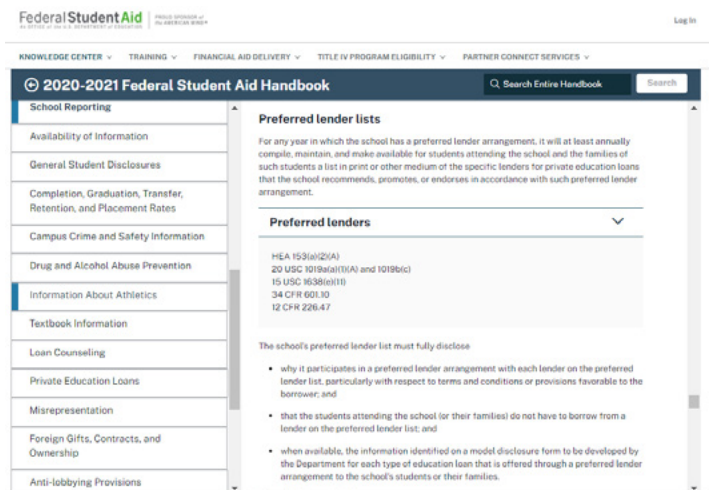 Federal Student Aid
PROUD SPONSOR of
the AMERICAN MIND®
An OFFICE of the U.S. DEPARTMENT of EDUCATION
Log In
KNOWLEDGE CENTER TRAINING FINANCIAL AID DELIVERY TITLE IV PROGRAM ELIGIBILITY PARTNER CONNECT SERVICES
2020-2021 Federal Student Aid Handbook
Search Entire Handbook
Search
School Reporting
Availability of Information
General Student Disclosures
Completion, Graduation, Transfer,
Retention, and Placement Rates
Campus Crime and Safety Information
Drug and Alcohol Abuse Prevention
Information About Athletics
Textbook Information
Loan Counseling
Private Education Loans
Misrepresentation
Foreign Gifts, Contracts, and
Ownership
Anti-lobbying Provisions
Preferred lender lists
For any year in which the school has a preferred lender arrangement, it will at least annually
compile, maintain, and make available for students attending the school and the families of
such students a list in print or other medium of the specific lenders for private education loans
that the school recommends, promotes, or endorses in accordance with such preferred lender
arrangement.
Preferred lenders
HEA 153(a)(2)(A)
20 USC 1019a(a)(1)(A) and 1019b(c)
15 USC 1638(e)(11)
34 CFR 601.10
12 CFR 226.47
The school's preferred lender list must fully disclose
• why it participates in a preferred lender arrangement with each lender on the preferred
lender list, particularly with respect to terms and conditions or provisions favorable to the
borrower; and
• that the students attending the school (or their families) do not have to borrow from a
lender on the preferred lender list; and
• when available, the information identified on a model disclosure form to be developed by
the Department for each type of education loan that is offered through a preferred lender
arrangement to the school's students or their families.